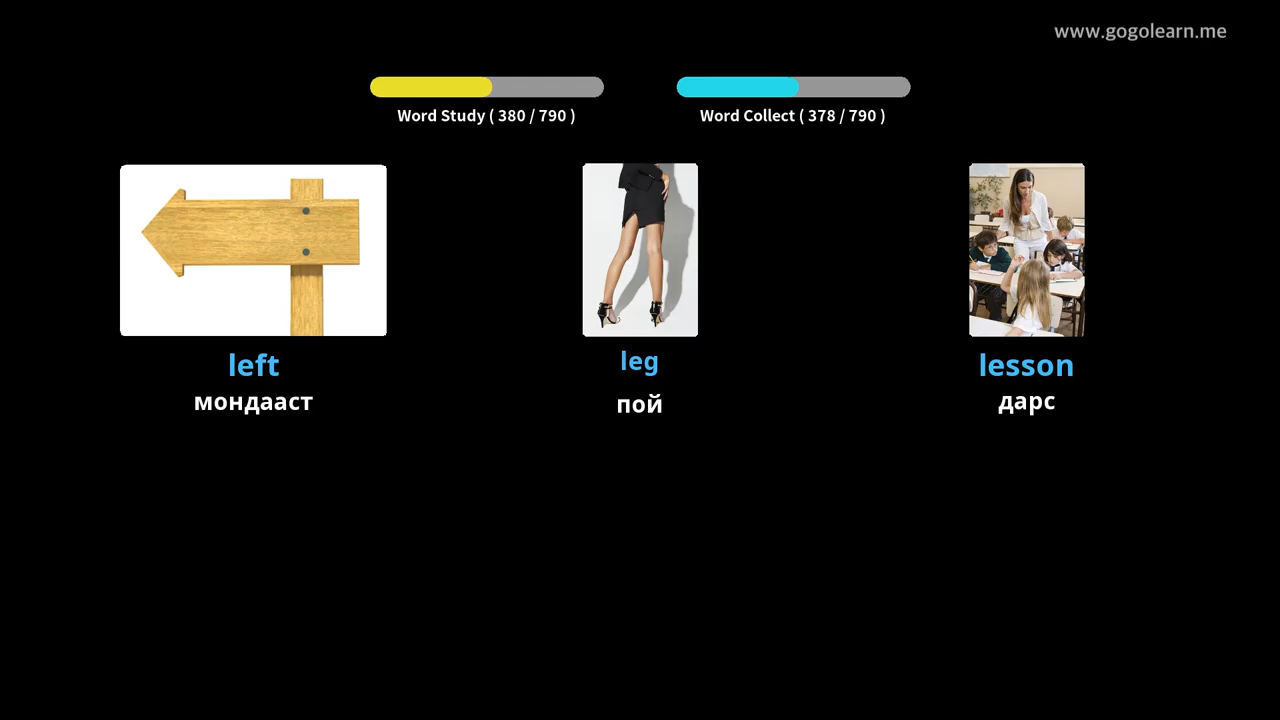 www.gogolearn.me
Word Study ( 380 / 790 )
Word Collect ( 378 / 790 )
left
мондааст
leg
пой
lesson
дарс